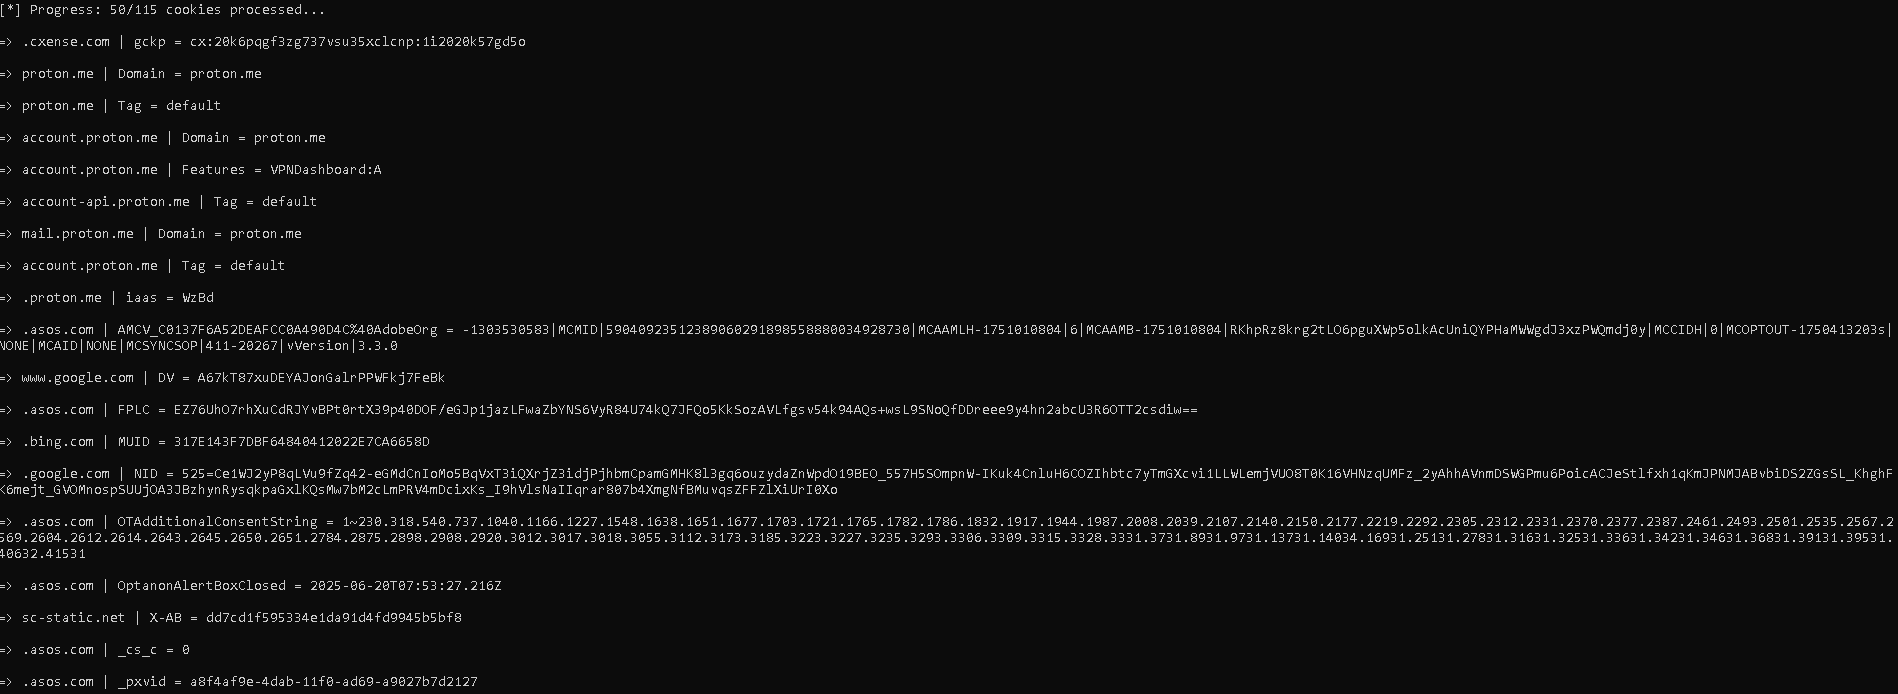 [*] Progress: 50/115 cookies processed...
=> .cxense.com | gckp = cx:20k6pqgf3zg737vsu35xclcnp:1i2020k57gd5o
=> proton.me | Domain = proton.me
=> proton.me | Tag = default
=> account.proton.me | Domain = proton.me
=> account.proton.me | Features = VPNDashboard:A
=> account-api.proton.me | Tag = default
=> mail.proton.me | Domain = proton.me
=> account.proton.me | Tag = default
=> .proton.me | iaas = WzBd
=> .asos.com | AMCV_C0137F6A52DEAFCC0A490D4C%40AdobeOrg = -1303530583|MCMID|59040923512389060291898558880034928730|MCAAMLH-1751010804|6|MCAAMB-1751010804|RKhpRz8krg2tLO6pguXWp5olkAcUniQYPHaMWWgdJ3xzPWQmdj0y|MCCIDH|0|MCOPTOUT-1750413203s|
NONE|MCAID|NONE|MCSYNCSOP|411-20267|vVersion|3.3.0
=> www.google.com | DV = A67kT87xuDEYAJonGalrPPWFkj7FeBk
=> .asos.com | FPLC = EZ76UhO7rhXuCdRJYvBPt0rtX39p40DOF/eGJp1jazLFwaZbYNS6VyR84U74kQ7JFQo5KkSozAVLfgsv54k94AQs+wsL9SNoQfDDreee9y4hn2abcU3R6OTT2csdiw==
=> .bing.com | MUID = 317E143F7DBF64840412022E7CA6658D
=> .google.com | NID = 525=Ce1WJ2yP8qLVu9fZq42-eGMdCnIoMo5BqVxT3iQXrjZ3idjPjhbmCpamGMHK8l3gq6ouzydaZnWpdO19BEO_557H5SOmpnW-IKuk4CnluH6COZIhbtc7yTmGXcvi1LLWLemjVUO8T0K16VHNzqUMFz_2yAhhAVnmDSWGPmu6PoicACJeStlfxh1qKmJPNMJABvbiDS2ZGsSL_KhghF
K6mejt_GVOMnospSUUjOA3JBzhynRysqkpaGxlKQsMw7bM2cLmPRV4mDcixKs_I9hVlsNaIIqrar807b4XmgNfBMuvqsZFFZlXiUrI0Xo
=> .asos.com | OTAdditionalConsentString = 1~230.318.540.737.1040.1166.1227.1548.1638.1651.1677.1703.1721.1765.1782.1786.1832.1917.1944.1987.2008.2039.2107.2140.2150.2177.2219.2292.2305.2312.2331.2370.2377.2387.2461.2493.2501.2535.2567.2
569.2604.2612.2614.2643.2645.2650.2651.2784.2875.2898.2908.2920.3012.3017.3018.3055.3112.3173.3185.3223.3227.3235.3293.3306.3309.3315.3328.3331.3731.8931.9731.13731.14034.16931.25131.27831.31631.32531.33631.34231.34631.36831.39131.39531.
40632.41531
=> .asos.com | OptanonAlertBoxClosed = 2025-06-20T07:53:27.216Z
=> sc-static.net | X-AB = dd7cd1f595334e1da91d4fd9945b5bf8
=> .asos.com | _cs_c = 0
=> .asos.com | _pxvid = a8f4af9e-4dab-11f0-ad69-a9027b7d2127